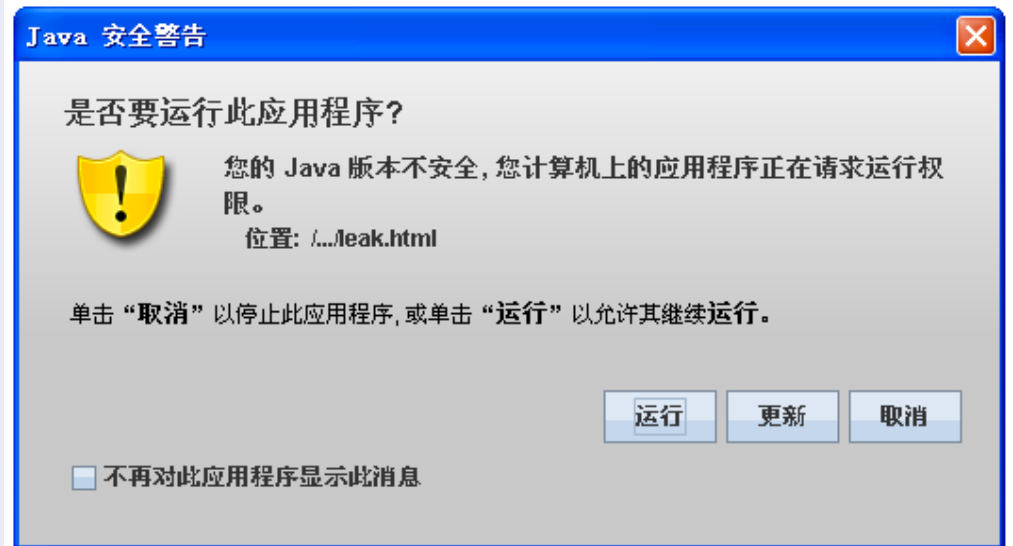 Java 安全警告
是否要运行此应用程序?
您的 Java 版本不安全, 您计算机上的应用程序正在请求运行权
限。
位置: /.../leak.html
单击 “取消” 以停止此应用程序, 或单击 “运行” 以允许其继续运行。
运行 更新 取消
不再对此应用程序显示此消息